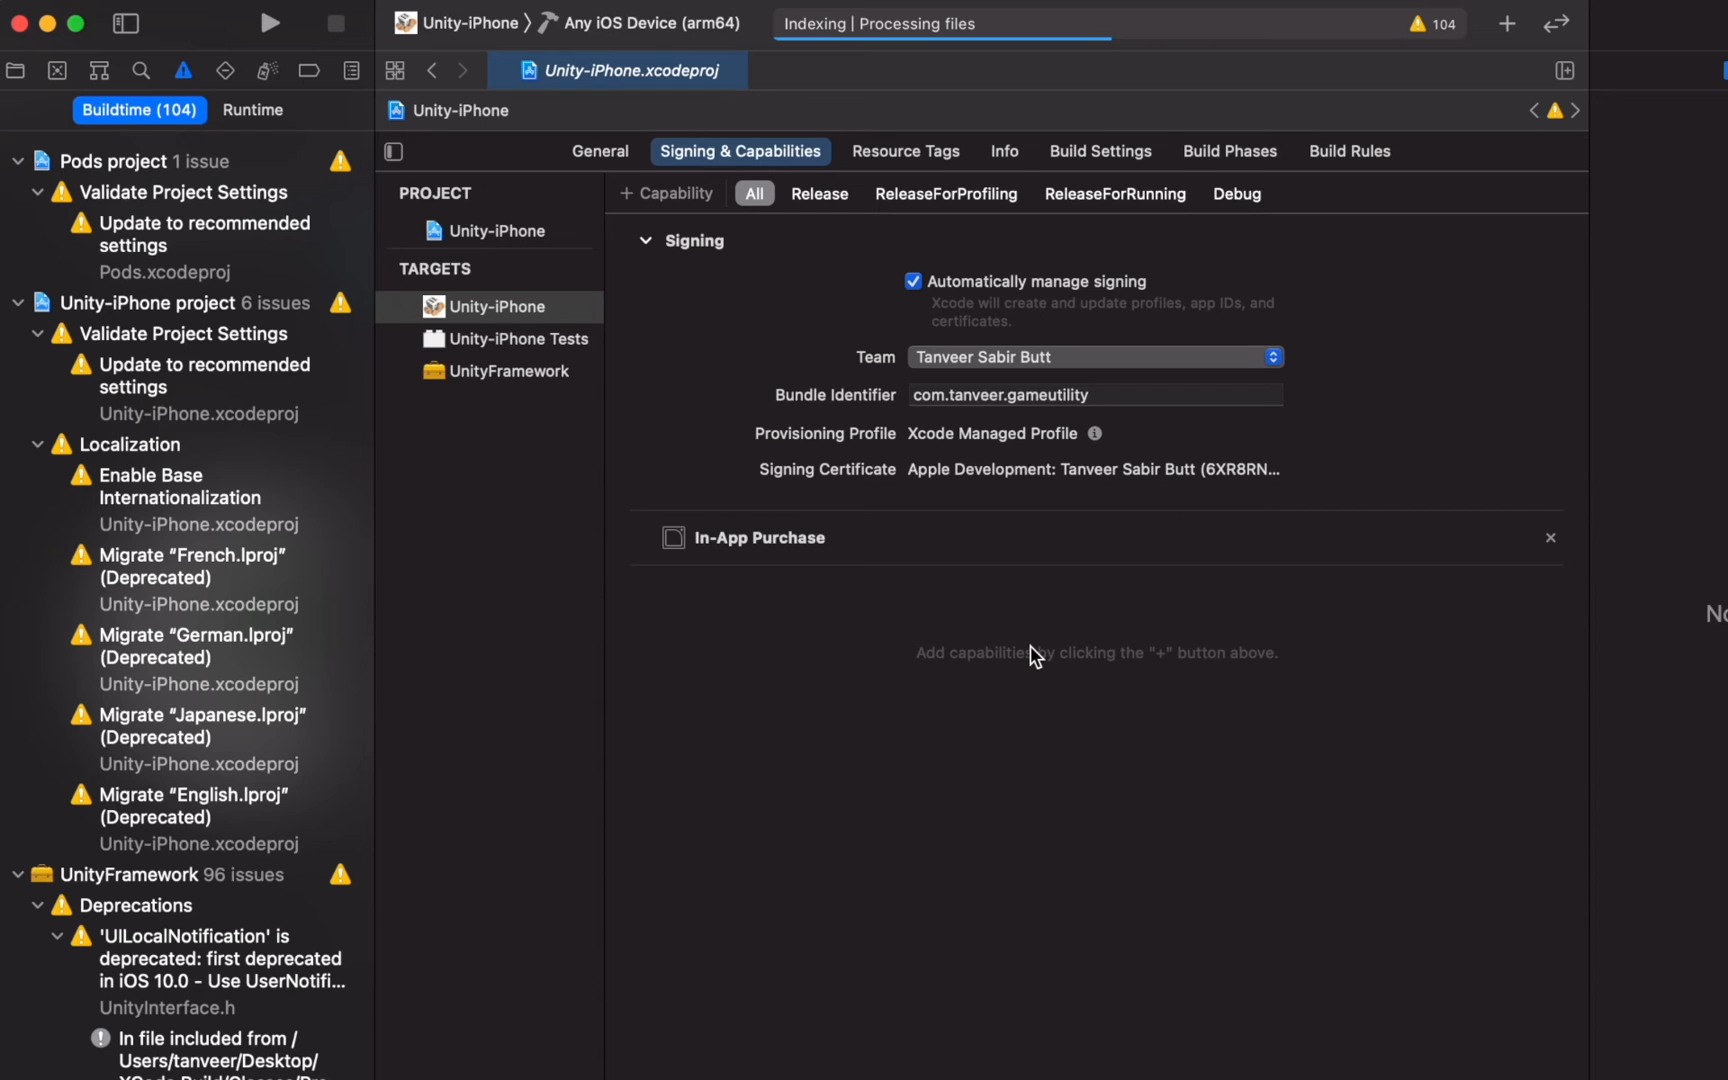 Unity-iPhone 〉 Any iOS Device (arm64)
Indexing | Processing files
104
Unity-iPhone.xcodeproj
Buildtime (104)
Runtime
Unity-iPhone
Pods project 1 issue
Validate Project Settings
Update to recommended
settings
Pods.xcodeproj
Unity-iPhone project 6 issues
Validate Project Settings
Update to recommended
settings
Unity-iPhone.xcodeproj
Localization
Enable Base
Internationalization
Unity-iPhone.xcodeproj
Migrate “French.lproj”
(Deprecated)
Unity-iPhone.xcodeproj
Migrate “German.lproj”
(Deprecated)
Unity-iPhone.xcodeproj
Migrate “Japanese.lproj”
(Deprecated)
Unity-iPhone.xcodeproj
Migrate “English.lproj”
(Deprecated)
Unity-iPhone.xcodeproj
UnityFramework 96 issues
Deprecations
'UILocalNotification' is
deprecated: first deprecated
in iOS 10.0 - Use UserNotifi...
UnityInterface.h
In file included from /
Users/tanveer/Desktop/
General
Signing & Capabilities
Resource Tags
Info
Build Settings
Build Phases
Build Rules
PROJECT
Unity-iPhone
TARGETS
Unity-iPhone
Unity-iPhone Tests
UnityFramework
+ Capability
All
Release
ReleaseForProfiling
ReleaseForRunning
Debug
Signing
Automatically manage signing
Xcode will create and update profiles, app IDs, and
certificates.
Team Tanveer Sabir Butt
Bundle Identifier com.tanveer.gameutility
Provisioning Profile Xcode Managed Profile
Signing Certificate Apple Development: Tanveer Sabir Butt (6XR8RN...
In-App Purchase
Add capabilities by clicking the "+" button above.